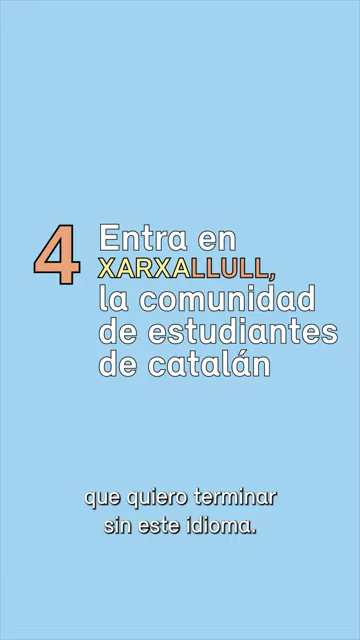 4
Entra en
XARXALLULL,
la comunidad
de estudiantes
de catalán
que quiero terminar
sin este idioma.